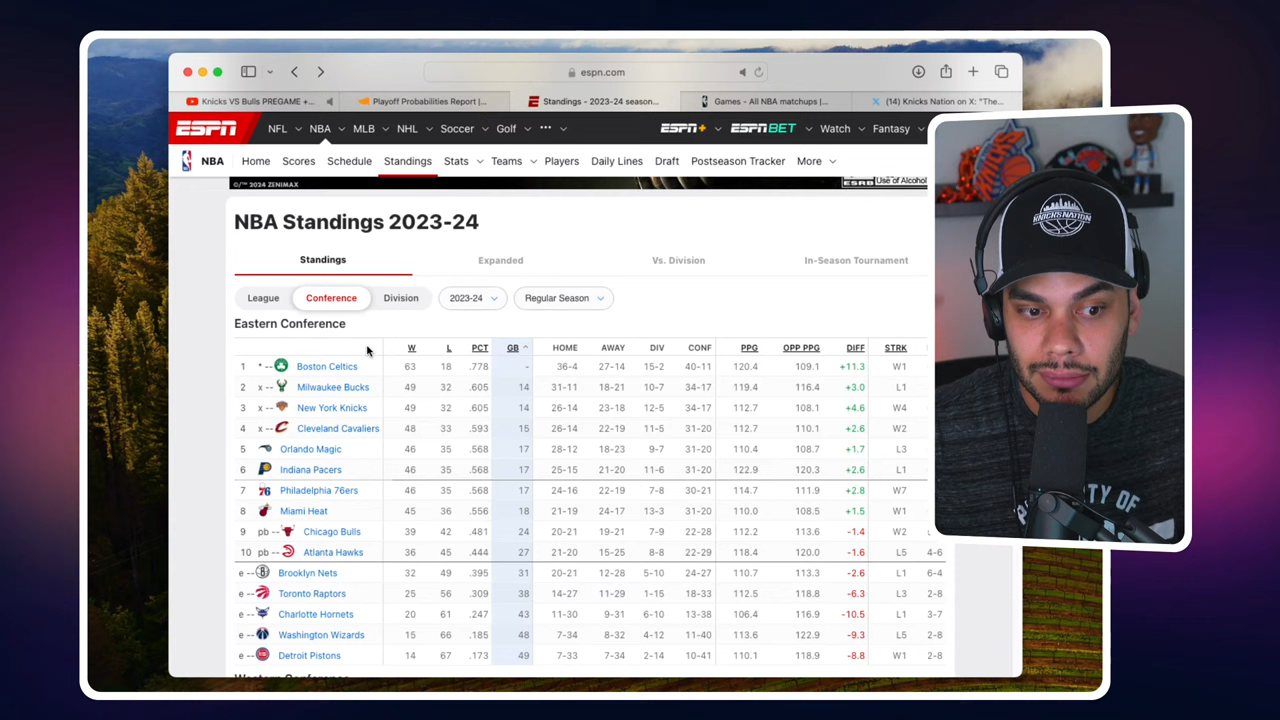 espn.com
Knicks VS Bulls PREGAME +... Playoff Probabilities Report |... Standings - 2023-24 season... Games - All NBA matchups |... (14) Knicks Nation on X: "The...
ESPN NFL NBA MLB NHL Soccer Golf ... ESPN+ ESPN BET Watch Fantasy
NBA Home Scores Schedule Standings Stats Teams Players Daily Lines Draft Postseason Tracker More
©/™ 2024 ZENIMAX ESRB Use of Alcohol
NBA Standings 2023-24
Standings Expanded Vs. Division In-Season Tournament
League Conference Division 2023-24 Regular Season
Eastern Conference
W L PCT GB HOME AWAY DIV CONF PPG OPP PPG DIFF STRK
1 * -- Boston Celtics 63 18 .778 - 36-4 27-14 15-2 40-11 120.4 109.1 +11.3 W1
2 x -- Milwaukee Bucks 49 32 .605 14 31-11 18-21 10-7 34-17 119.4 116.4 +3.0 L1
3 x -- New York Knicks 49 32 .605 14 26-14 23-18 12-5 34-17 112.7 108.1 +4.6 W4
4 x -- Cleveland Cavaliers 48 33 .593 15 26-14 22-19 11-5 31-20 112.7 110.1 +2.6 W2
5 Orlando Magic 46 35 .568 17 28-12 18-23 9-7 31-20 110.4 108.7 +1.7 L3
6 Indiana Pacers 46 35 .568 17 25-15 21-20 11-6 31-20 122.9 120.3 +2.6 L1
7 76 Philadelphia 76ers 46 35 .568 17 24-16 22-19 7-8 30-21 114.7 111.9 +2.8 W7
8 Miami Heat 45 36 .556 18 21-19 24-17 13-3 31-20 110.0 108.5 +1.5 W1
9 pb -- Chicago Bulls 39 42 .481 24 20-21 19-21 7-9 22-28 112.2 113.6 -1.4 W2
10 pb -- Atlanta Hawks 36 45 .444 27 21-20 15-25 8-8 22-29 118.4 120.0 -1.6 L5 4-6
e -- Brooklyn Nets 32 49 .395 31 20-21 12-28 5-10 24-27 110.7 113.3 -2.6 L1 6-4
e -- Toronto Raptors 25 56 .309 38 14-27 11-29 1-15 18-33 112.5 118.8 -6.3 L3 2-8
e -- Charlotte Hornets 20 61 .247 43 11-30 9-31 6-10 13-38 106.4 116.9 -10.5 L1 3-7
e -- Washington Wizards 15 66 .185 48 7-34 8-32 4-12 11-40 113.6 122.9 -9.3 L5 2-8
e -- Detroit Pistons 14 67 .173 49 7-33 7-34 2-14 10-41 110.1 118.9 -8.8 W1 2-8
KNICKS
KNICKS NATION